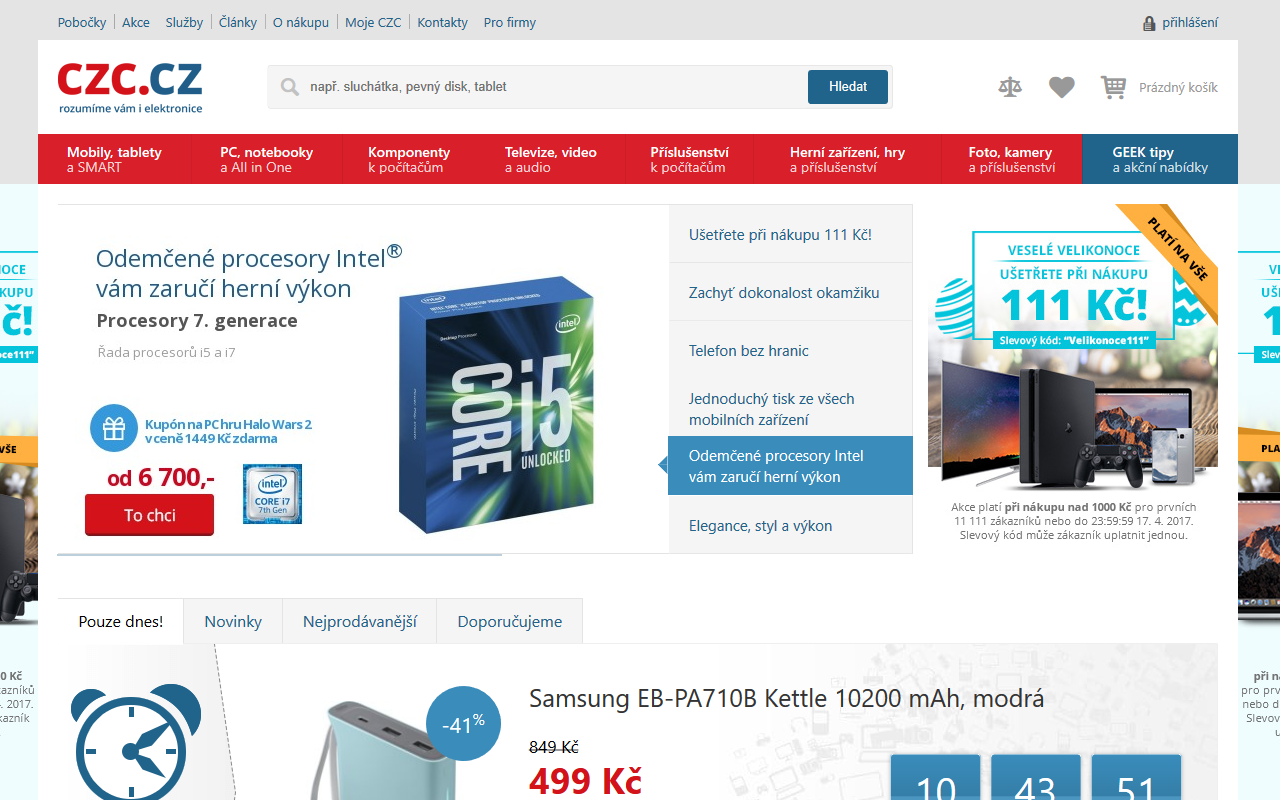 Pobočky Akce Služby Články O nákupu Moje CZC Kontakty Pro firmy přihlášení
CZC.CZ
rozumíme vám i elektronice
např. sluchátka, pevný disk, tablet
Hledat
Prázdný košík
Mobily, tablety
a SMART
PC, notebooky
a All in One
Komponenty
k počítačům
Televize, video
a audio
Příslušenství
k počítačům
Herní zařízení, hry
a příslušenství
Foto, kamery
a příslušenství
GEEK tipy
a akční nabídky
Odemčené procesory Intel®
vám zaručí herní výkon
Procesory 7. generace
Řada procesorů i5 a i7
Kupón na PC hru Halo Wars 2
v ceně 1449 Kč zdarma
od 6 700,-
To chci
intel
CORE i7
7th Gen
intel
intel
Desktop Processor
CORE i5
UNLOCKED
Ušetřete při nákupu 111 Kč!
Zachyť dokonalost okamžiku
Telefon bez hranic
Jednoduchý tisk ze všech
mobilních zařízení
Odemčené procesory Intel
vám zaručí herní výkon
Elegance, styl a výkon
PLATÍ NA VŠE
VESELÉ VELIKONOCE
UŠETŘETE PŘI NÁKUPU
111 Kč!
Slevový kód: "Velikonoce111"
Akce platí při nákupu nad 1000 Kč pro prvních
11 111 zákazníků nebo do 23:59:59 17. 4. 2017.
Slevový kód může zákazník uplatnit jednou.
Pouze dnes!
Novinky
Nejprodávanější
Doporučujeme
-41%
Samsung EB-PA710B Kettle 10200 mAh, modrá
849 Kč
499 Kč
10 43 51